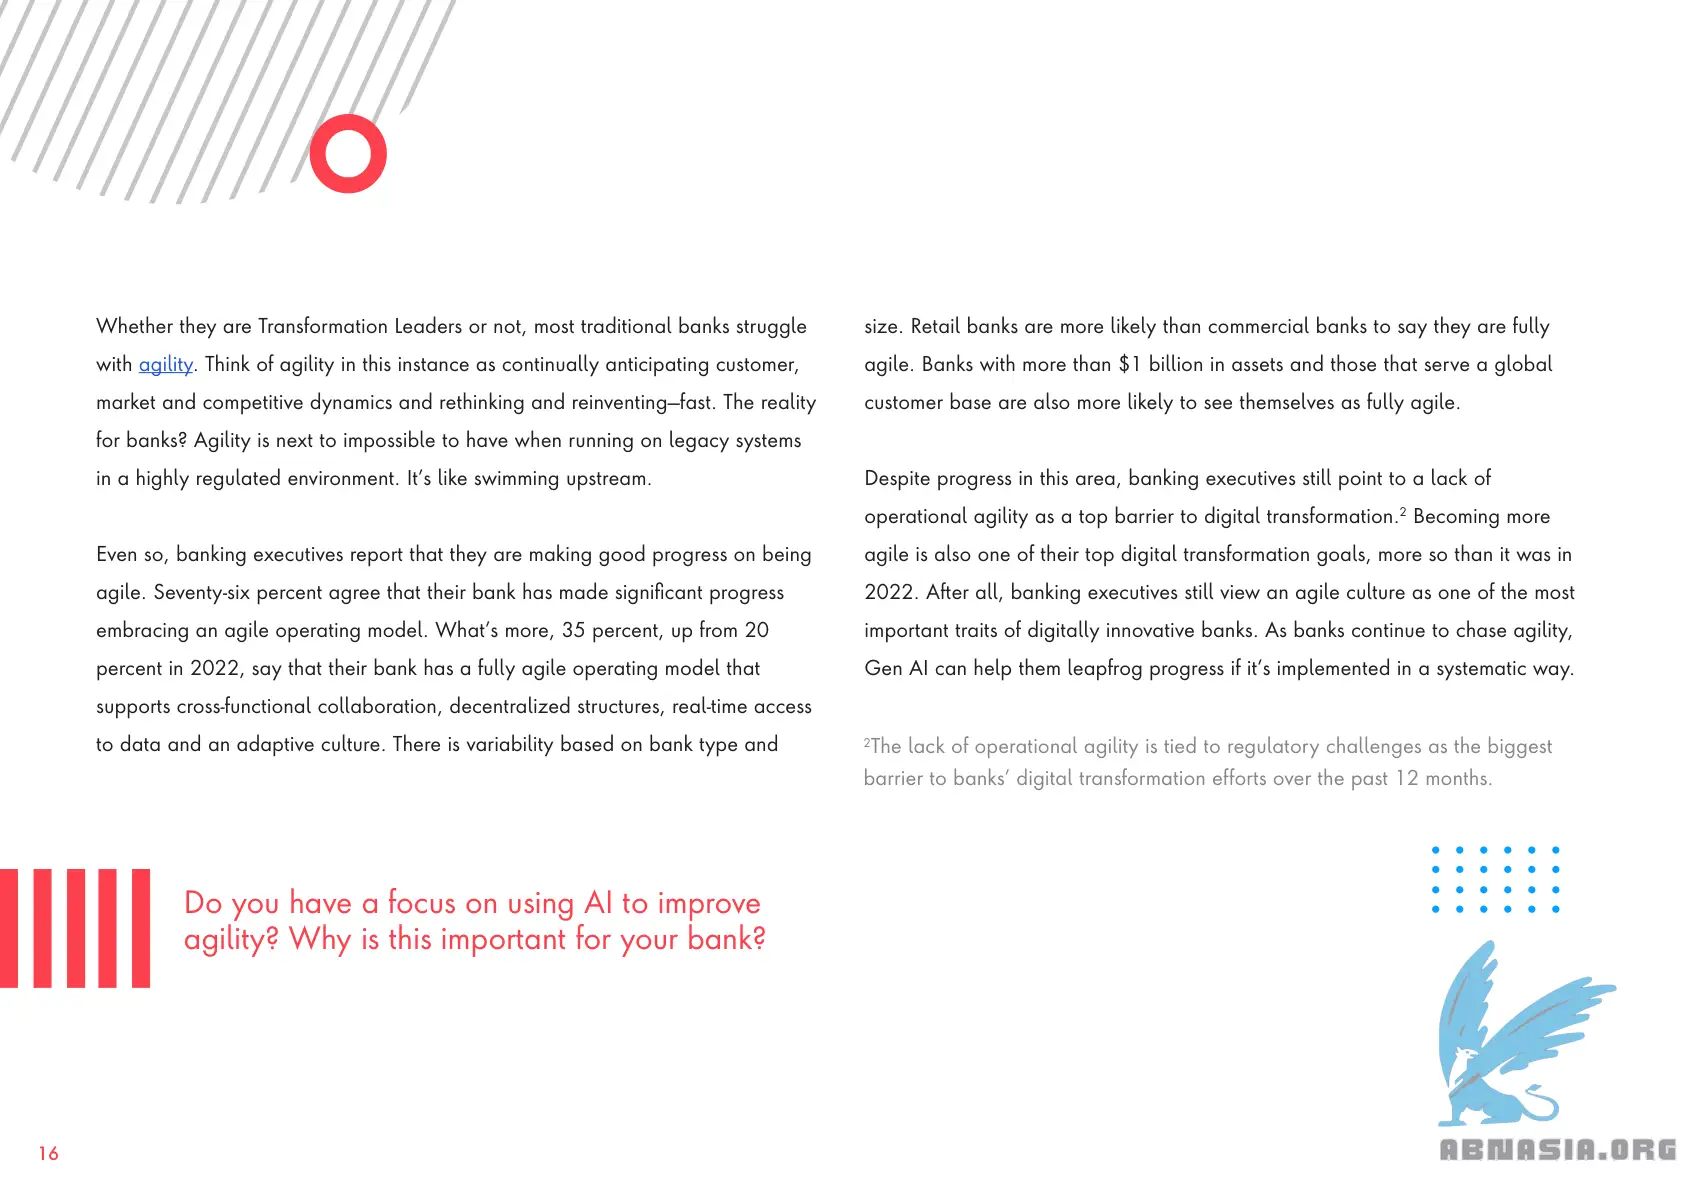 Whether they are Transformation Leaders or not, most traditional banks struggle
with agility. Think of agility in this instance as continually anticipating customer,
market and competitive dynamics and rethinking and reinventing—fast. The reality
for banks? Agility is next to impossible to have when running on legacy systems
in a highly regulated environment. It’s like swimming upstream.
Even so, banking executives report that they are making good progress on being
agile. Seventy-six percent agree that their bank has made significant progress
embracing an agile operating model. What’s more, 35 percent, up from 20
percent in 2022, say that their bank has a fully agile operating model that
supports cross-functional collaboration, decentralized structures, real-time access
to data and an adaptive culture. There is variability based on bank type and
size. Retail banks are more likely than commercial banks to say they are fully
agile. Banks with more than $1 billion in assets and those that serve a global
customer base are also more likely to see themselves as fully agile.
Despite progress in this area, banking executives still point to a lack of
operational agility as a top barrier to digital transformation.² Becoming more
agile is also one of their top digital transformation goals, more so than it was in
2022. After all, banking executives still view an agile culture as one of the most
important traits of digitally innovative banks. As banks continue to chase agility,
Gen AI can help them leapfrog progress if it’s implemented in a systematic way.
²The lack of operational agility is tied to regulatory challenges as the biggest
barrier to banks’ digital transformation efforts over the past 12 months.
Do you have a focus on using AI to improve
agility? Why is this important for your bank?
16
ABNASIA.ORG